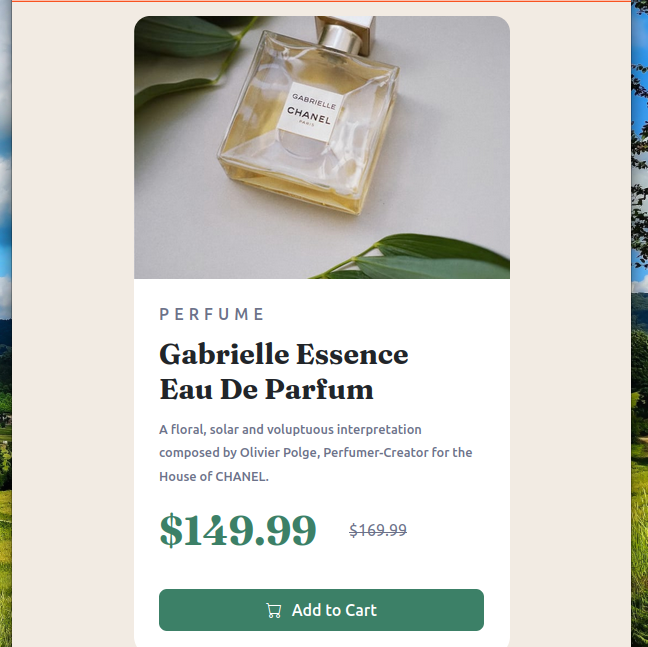 GABRIELLE
CHANEL
PARIS
PERFUME
Gabrielle Essence
Eau De Parfum
A floral, solar and voluptuous interpretation
composed by Olivier Polge, Perfumer-Creator for the
House of CHANEL.
$149.99 $169.99
Add to Cart